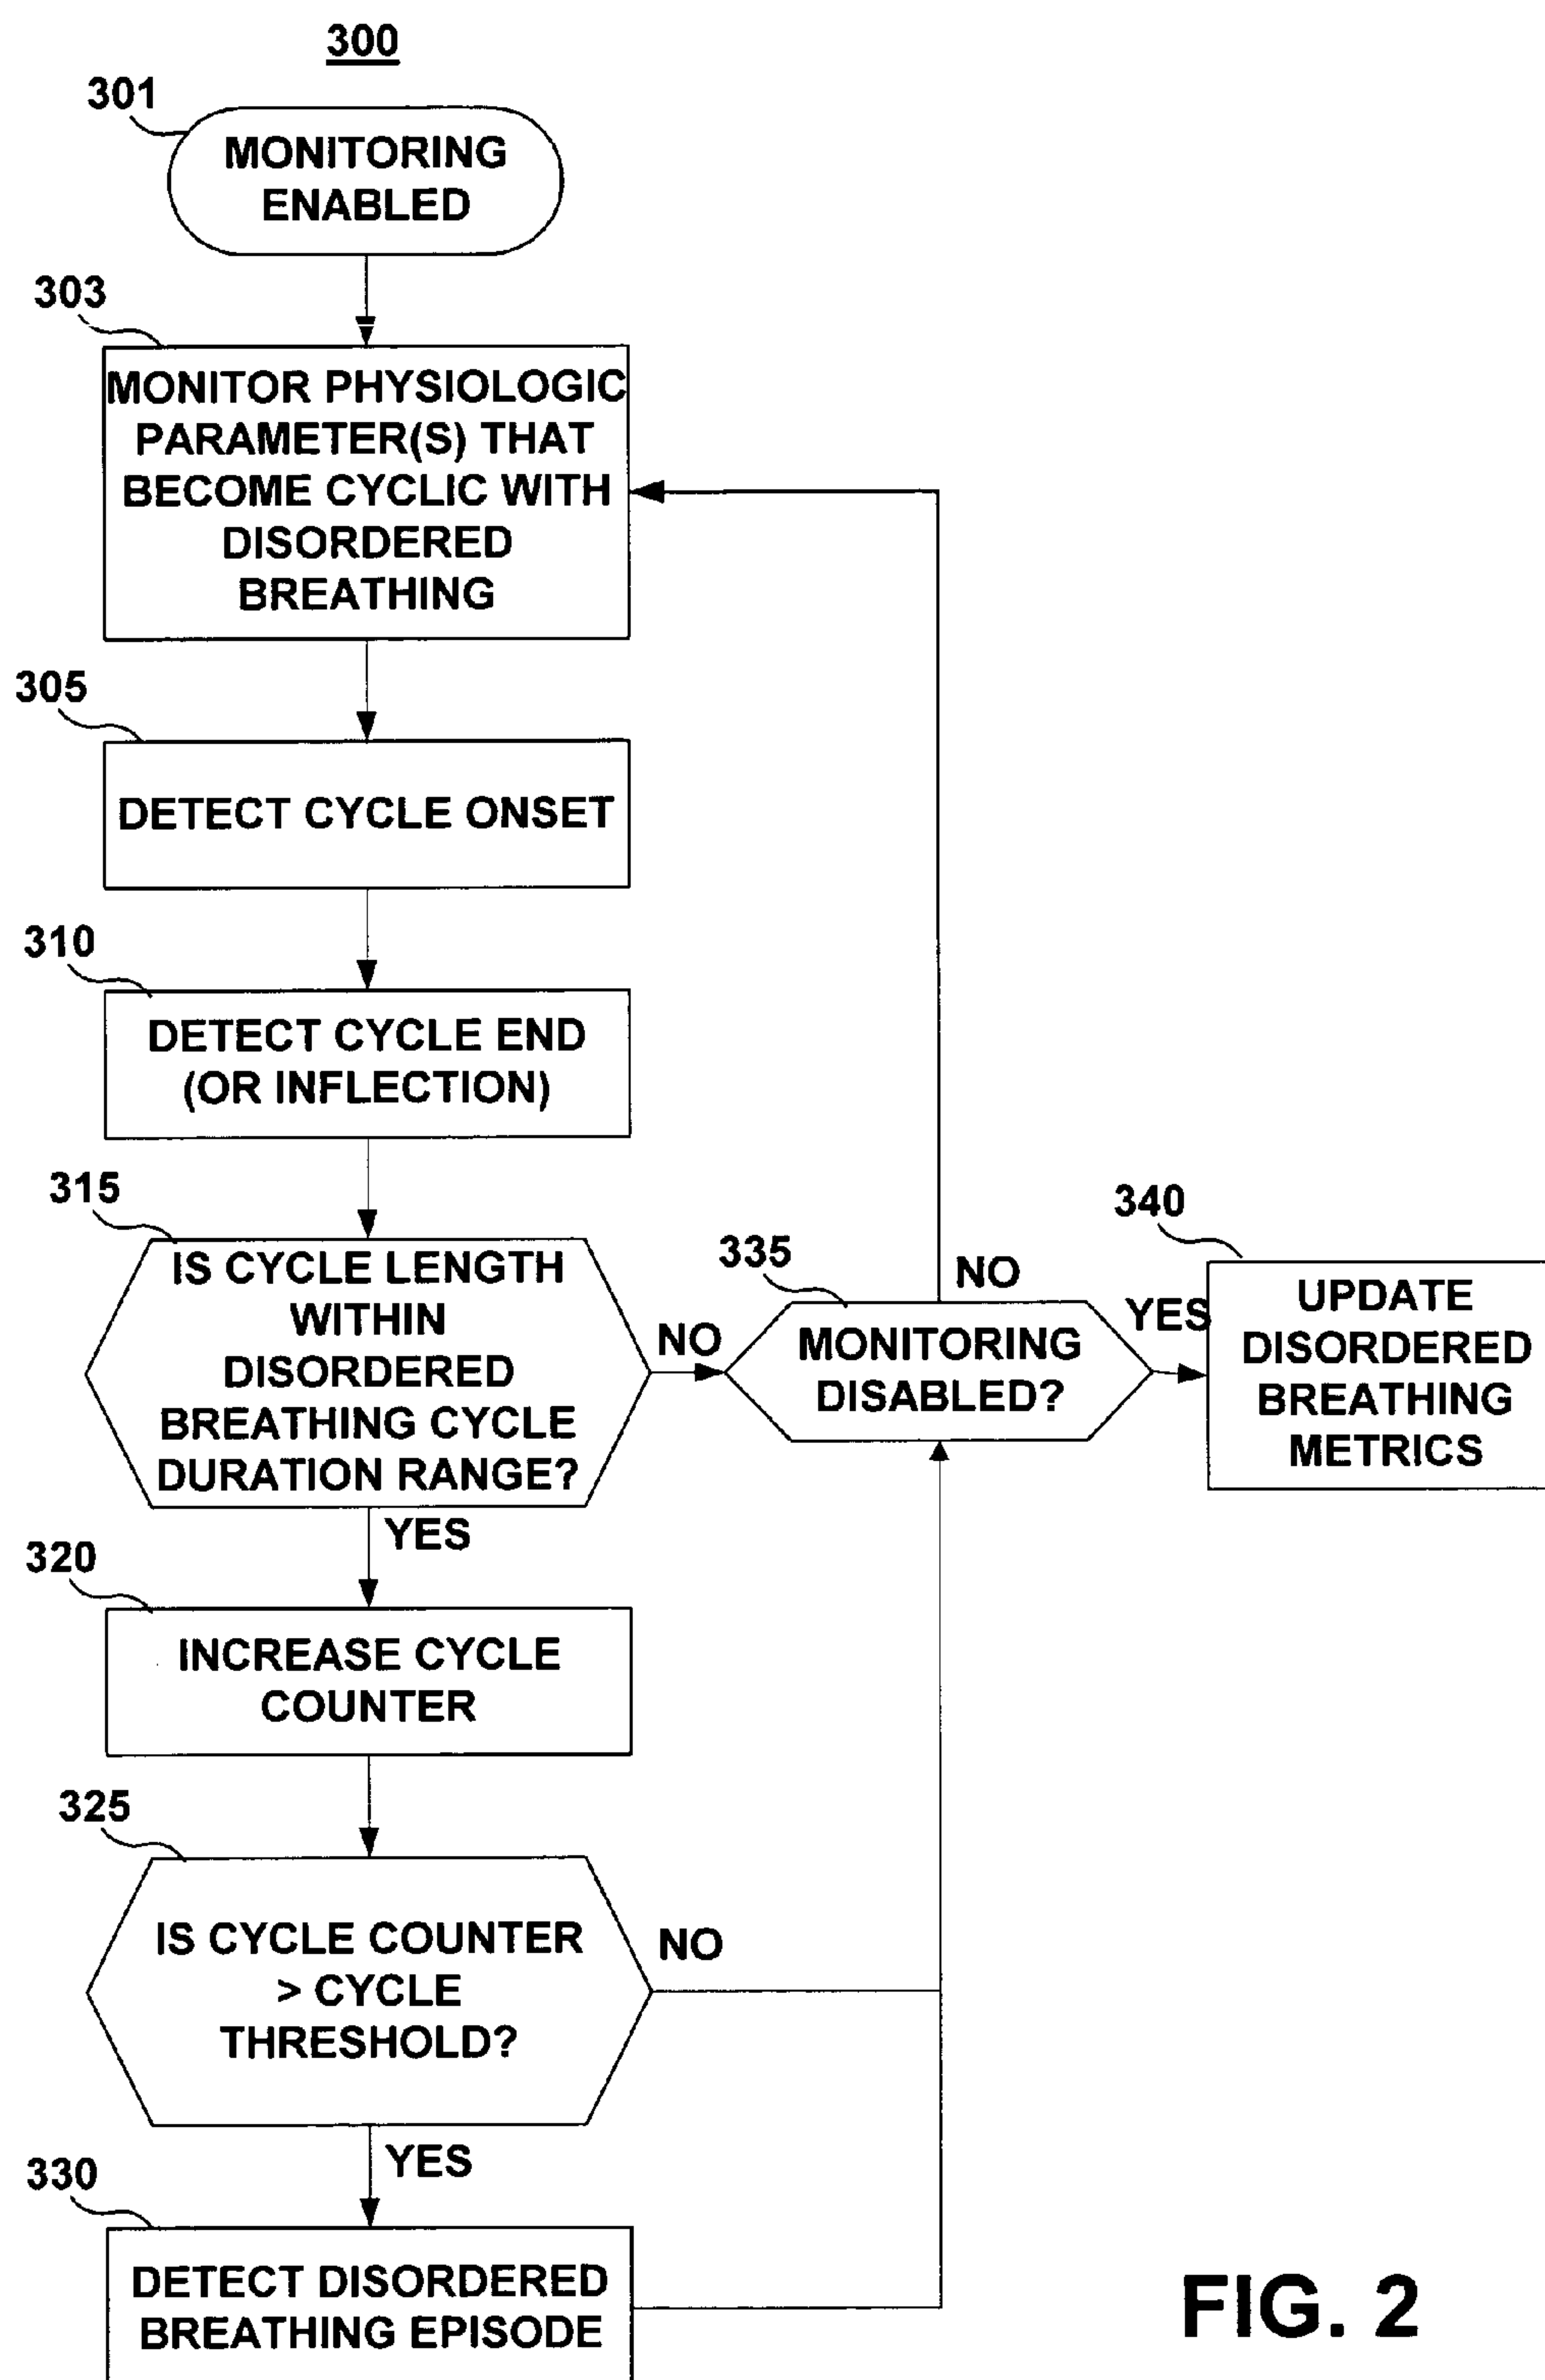 300
301
MONITORING
ENABLED
303
MONITOR PHYSIOLOGIC
PARAMETER(S) THAT
BECOME CYCLIC WITH
DISORDERED
BREATHING
305
DETECT CYCLE ONSET
310
DETECT CYCLE END
(OR INFLECTION)
315
IS CYCLE LENGTH
WITHIN
DISORDERED
BREATHING CYCLE
DURATION RANGE?
NO
335
MONITORING
DISABLED?
NO
YES
340
UPDATE
DISORDERED
BREATHING
METRICS
YES
320
INCREASE CYCLE
COUNTER
325
IS CYCLE COUNTER
> CYCLE
THRESHOLD?
NO
YES
330
DETECT DISORDERED
BREATHING EPISODE
FIG. 2